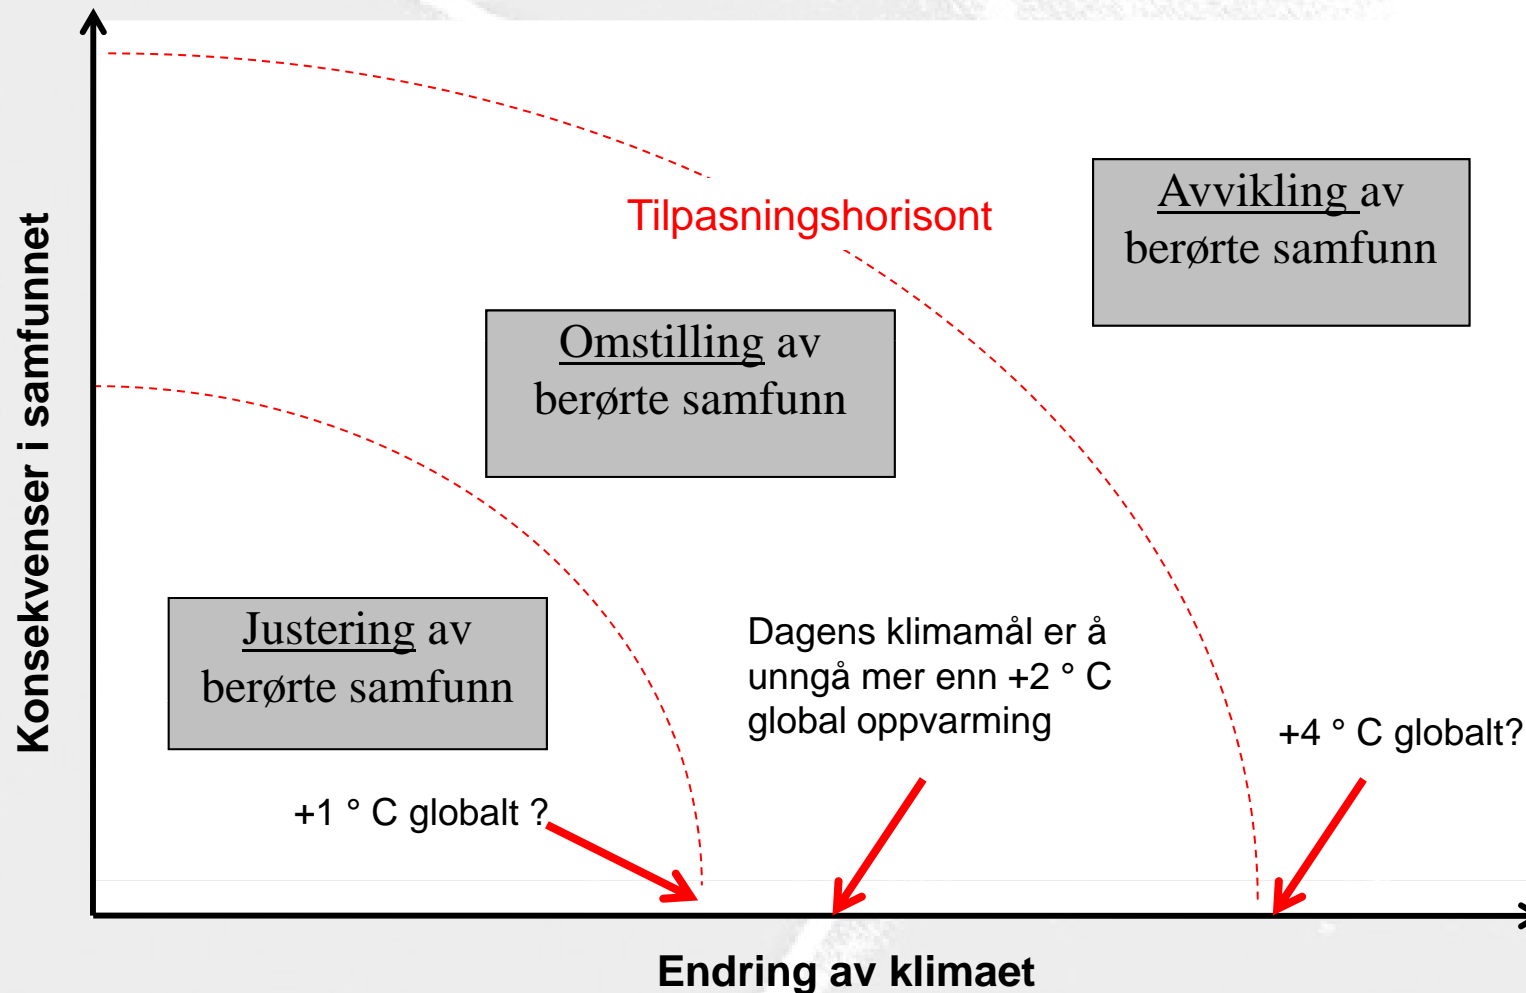 Konsekvenser i samfunnet
Tilpasningshorisont
Avvikling av
berørte samfunn
Omstilling av
berørte samfunn
Justering av
berørte samfunn
Dagens klimamål er å
unngå mer enn +2 ° C
global oppvarming
+4 ° C globalt?
+1 ° C globalt ?
Endring av klimaet